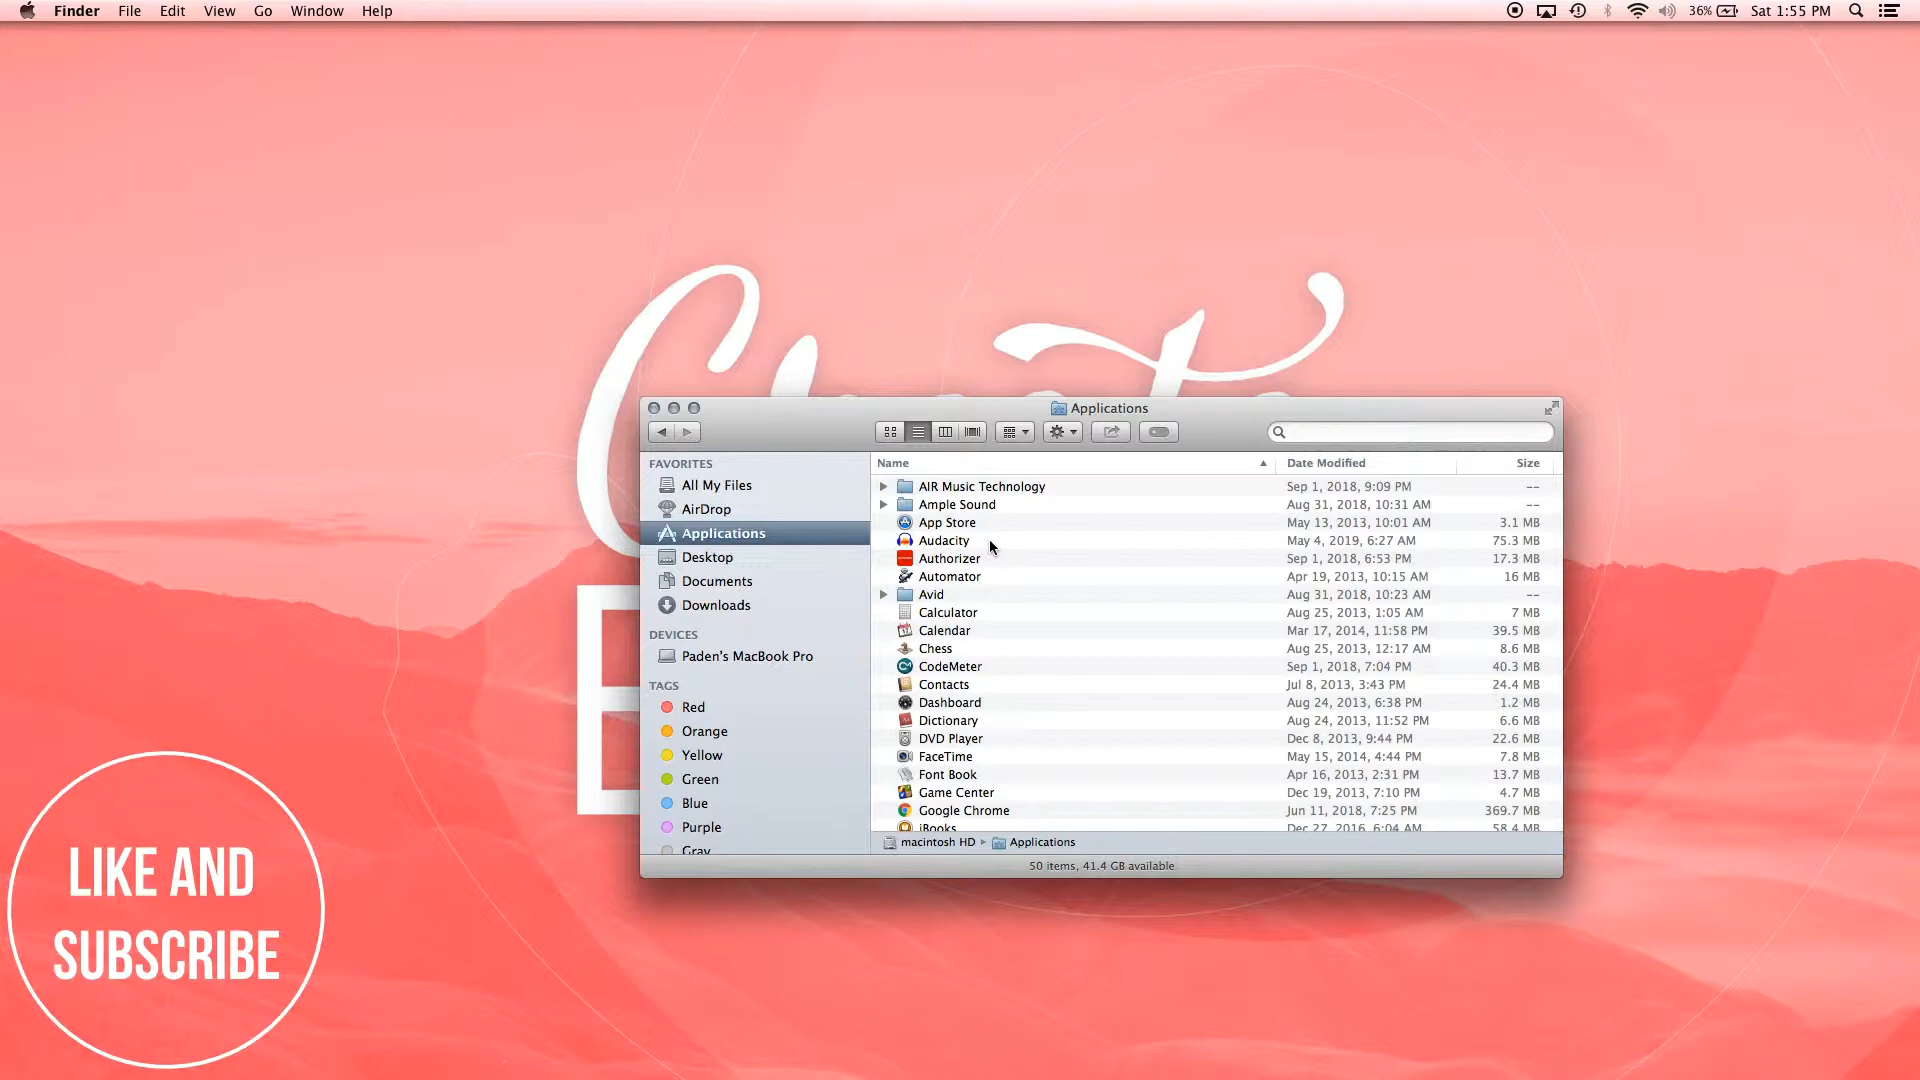 Finder File Edit View Go Window Help 36% Sat 1:55 PM
Applications
FAVORITES
All My Files
AirDrop
Applications
Desktop
Documents
Downloads
DEVICES
Paden's MacBook Pro
TAGS
Red
Orange
Yellow
Green
Blue
Purple
Gray
Name Date Modified Size
AIR Music Technology Sep 1, 2018, 9:09 PM --
Ample Sound Aug 31, 2018, 10:31 AM --
App Store May 13, 2013, 10:01 AM 3.1 MB
Audacity May 4, 2019, 6:27 AM 75.3 MB
Authorizer Sep 1, 2018, 6:53 PM 17.3 MB
Automator Apr 19, 2013, 10:15 AM 16 MB
Avid Aug 31, 2018, 10:23 AM --
Calculator Aug 25, 2013, 1:05 AM 7 MB
Calendar Mar 17, 2014, 11:58 PM 39.5 MB
Chess Aug 25, 2013, 12:17 AM 8.6 MB
CodeMeter Sep 1, 2018, 7:04 PM 40.3 MB
Contacts Jul 8, 2013, 3:43 PM 24.4 MB
Dashboard Aug 24, 2013, 6:38 PM 1.2 MB
Dictionary Aug 24, 2013, 11:52 PM 6.6 MB
DVD Player Dec 8, 2013, 9:44 PM 22.6 MB
FaceTime May 15, 2014, 4:44 PM 7.8 MB
Font Book Apr 16, 2013, 2:31 PM 13.7 MB
Game Center Dec 19, 2013, 7:10 PM 4.7 MB
Google Chrome Jun 11, 2018, 7:25 PM 369.7 MB
iBooks Dec 27, 2016, 6:04 AM 58.4 MB
macintosh HD Applications
50 items, 41.4 GB available
LIKE AND
SUBSCRIBE